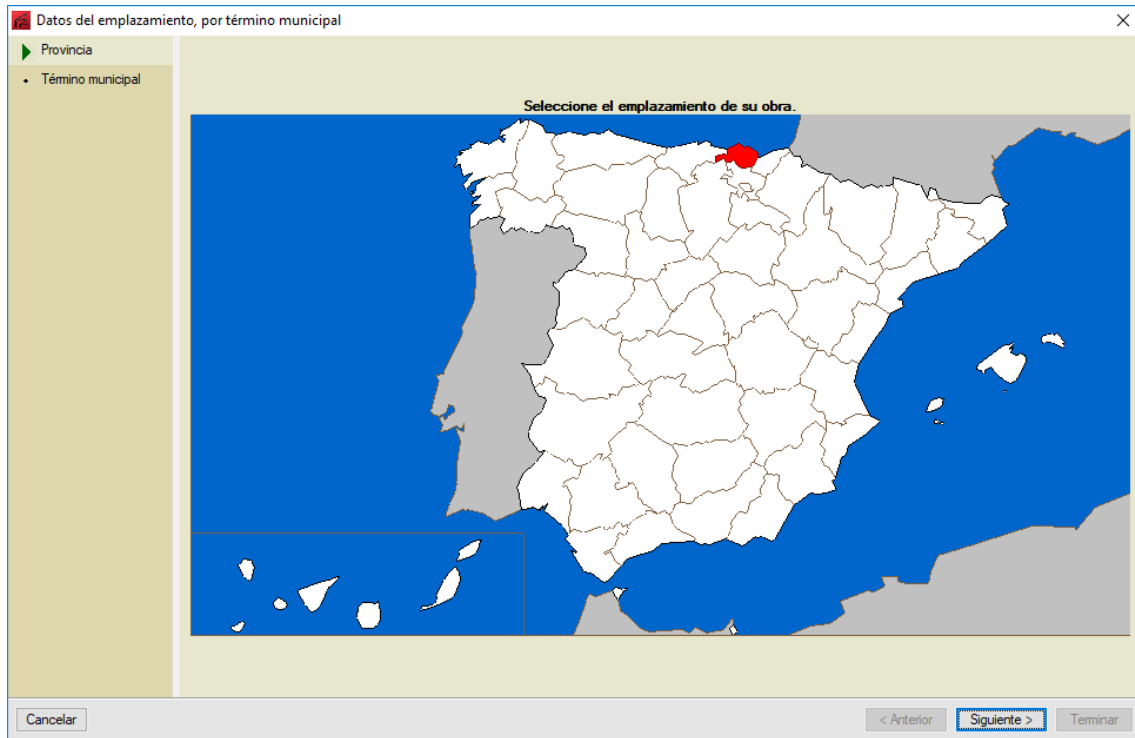 Datos del emplazamiento, por término municipal
Provincia
Término municipal
Seleccione el emplazamiento de su obra.
Cancelar
< Anterior
Siguiente >
Terminar